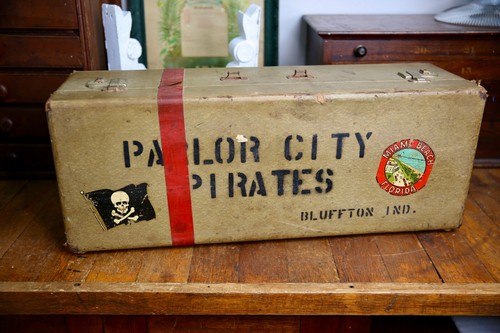 PARLOR CITY
PIRATES
BLUFFTON IND.
MIAMI BEACH
FLORIDA